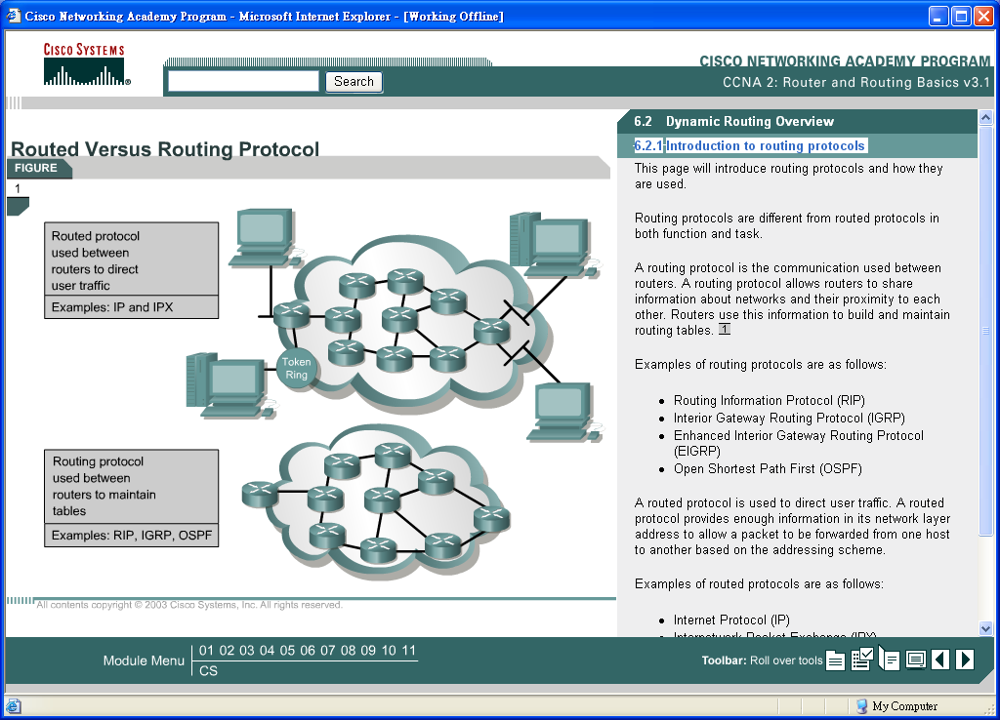 Cisco Networking Academy Program - Microsoft Internet Explorer - [Working Offline]
CISCO SYSTEMS
®
Search
CISCO NETWORKING ACADEMY PROGRAM
CCNA 2: Router and Routing Basics v3.1
Routed Versus Routing Protocol
FIGURE
1
Routed protocol
used between
routers to direct
user traffic
Examples: IP and IPX
Token
Ring
Routing protocol
used between
routers to maintain
tables
Examples: RIP, IGRP, OSPF
All contents copyright © 2003 Cisco Systems, Inc. All rights reserved.
6.2 Dynamic Routing Overview
6.2.1 Introduction to routing protocols
This page will introduce routing protocols and how they
are used.
Routing protocols are different from routed protocols in
both function and task.
A routing protocol is the communication used between
routers. A routing protocol allows routers to share
information about networks and their proximity to each
other. Routers use this information to build and maintain
routing tables. 1
Examples of routing protocols are as follows:
• Routing Information Protocol (RIP)
• Interior Gateway Routing Protocol (IGRP)
• Enhanced Interior Gateway Routing Protocol
(EIGRP)
• Open Shortest Path First (OSPF)
A routed protocol is used to direct user traffic. A routed
protocol provides enough information in its network layer
address to allow a packet to be forwarded from one host
to another based on the addressing scheme.
Examples of routed protocols are as follows:
• Internet Protocol (IP)
• Internetwork Packet Exchange (IPX)
Module Menu
01 02 03 04 05 06 07 08 09 10 11
CS
Toolbar: Roll over tools
My Computer